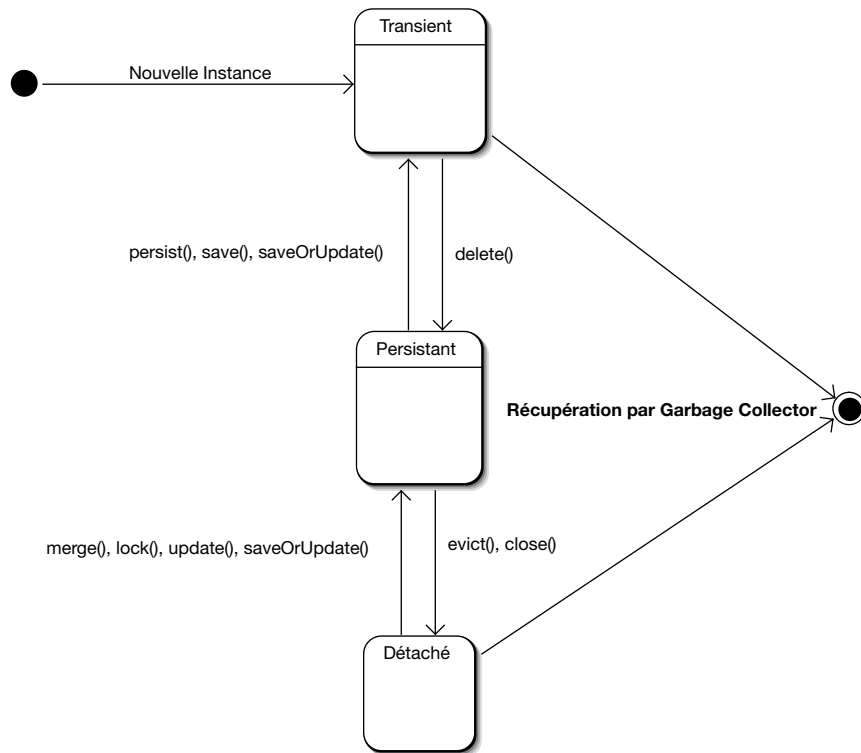 Transient
Nouvelle Instance
persist(), save(), saveOrUpdate()
delete()
Persistant
Récupération par Garbage Collector
merge(), lock(), update(), saveOrUpdate()
evict(), close()
Détaché